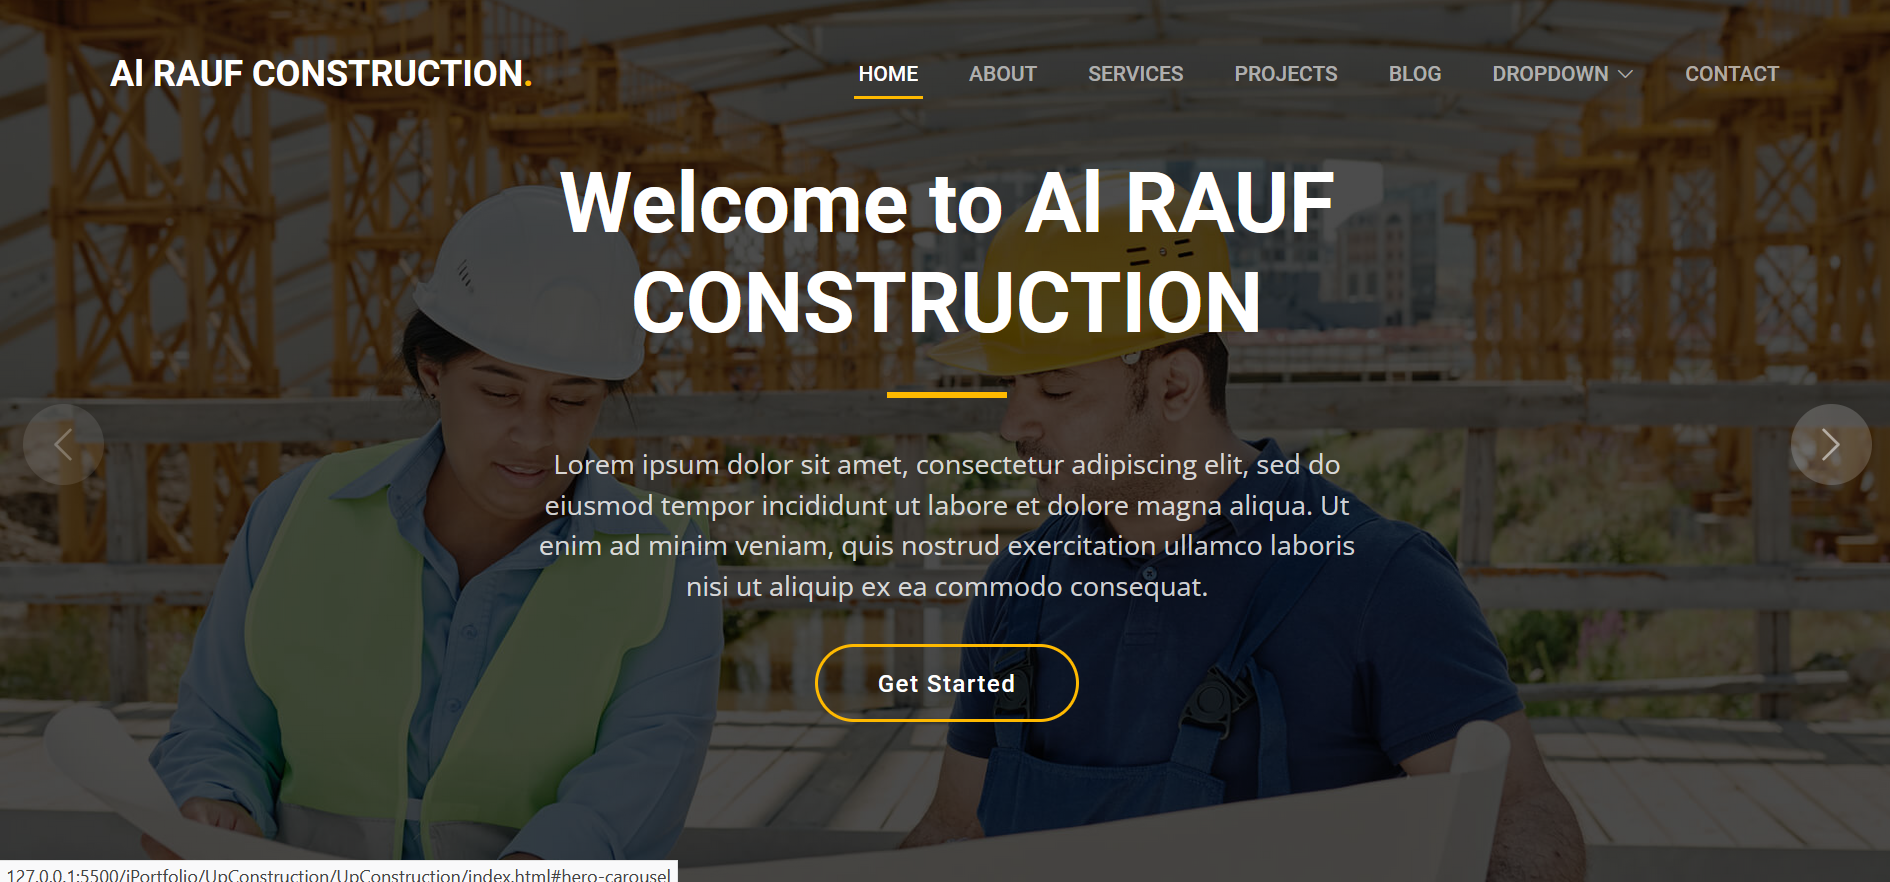 Al RAUF CONSTRUCTION.
HOME ABOUT SERVICES PROJECTS BLOG DROPDOWN CONTACT
Welcome to Al RAUF
CONSTRUCTION
Lorem ipsum dolor sit amet, consectetur adipiscing elit, sed do
eiusmod tempor incididunt ut labore et dolore magna aliqua. Ut
enim ad minim veniam, quis nostrud exercitation ullamco laboris
nisi ut aliquip ex ea commodo consequat.
Get Started
127.0.0.1:5500/iPortfolio/UpConstruction/UpConstruction/index.html#hero-carousel